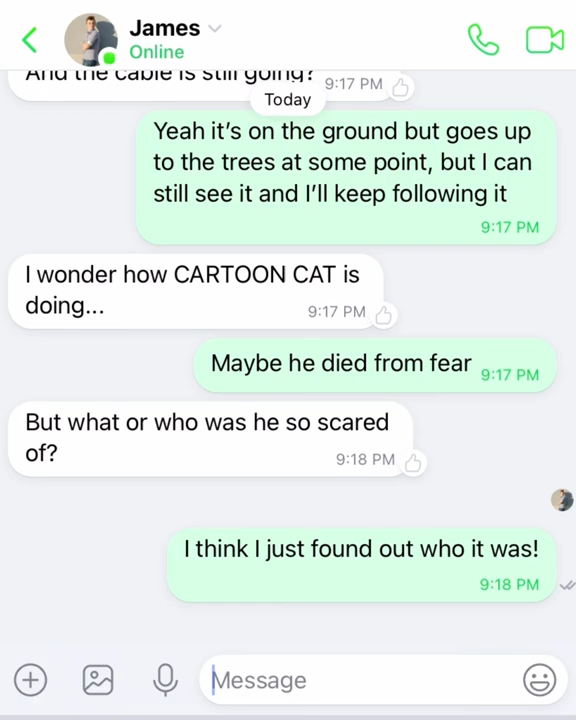 James
Online
And the cable is still going?
9:17 PM
Today
Yeah it’s on the ground but goes up
to the trees at some point, but I can
still see it and I’ll keep following it
9:17 PM
I wonder how CARTOON CAT is
doing...
9:17 PM
Maybe he died from fear
9:17 PM
But what or who was he so scared
of?
9:18 PM
I think I just found out who it was!
9:18 PM
Message